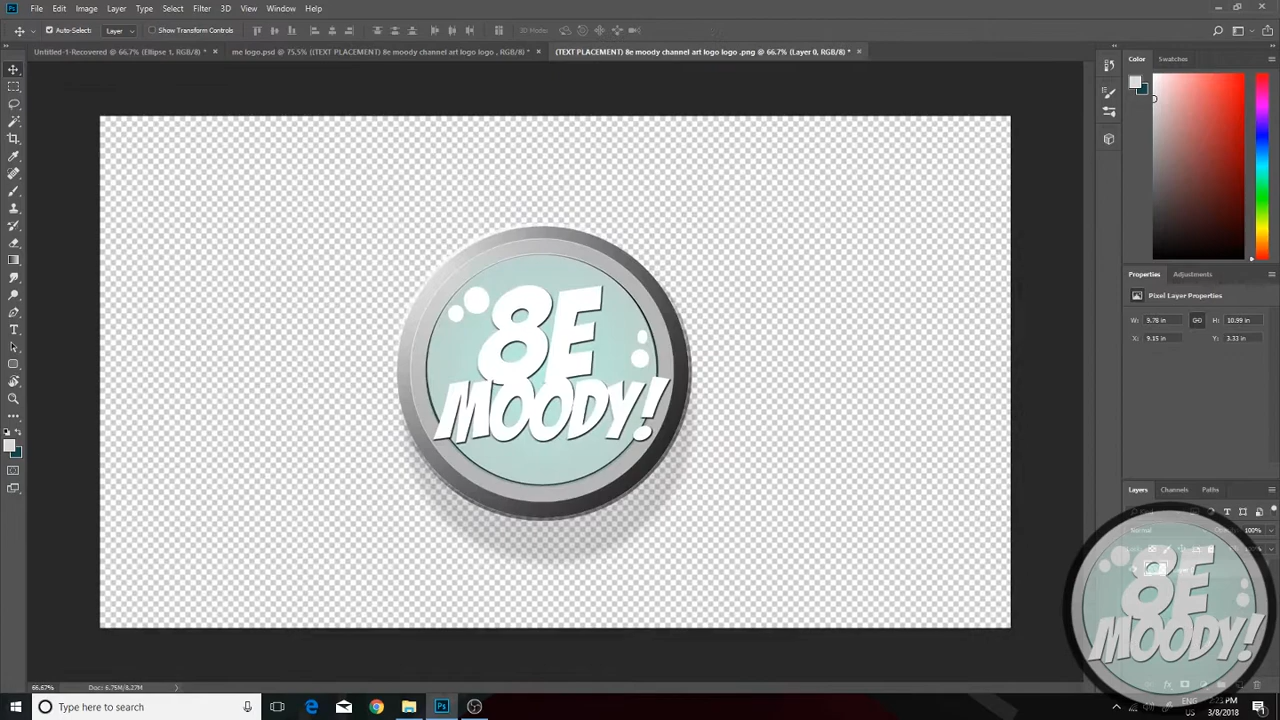 File Edit Image Layer Type Select Filter 3D View Window Help
Auto-Select: Layer Show Transform Controls 3D Mode:
Untitled-1-Recovered @ 66.7% (Ellipse 1, RGB/8) * × me logo.psd @ 75.5% ((TEXT PLACEMENT) 8e moody channel art logo logo , RGB/8) * × (TEXT PLACEMENT) 8e moody channel art logo logo .png @ 66.7% (Layer 0, RGB/8) * ×
Color Swatches
Properties Adjustments
Pixel Layer Properties
W: 9.78 in H: 10.99 in
X: 9.15 in Y: 3.33 in
8E
MOODY!
Layers Channels Paths
Normal 100%
8E
MOODY!
66.67% Doc: 6.75M/8.27M
Type here to search
US 3/8/2018